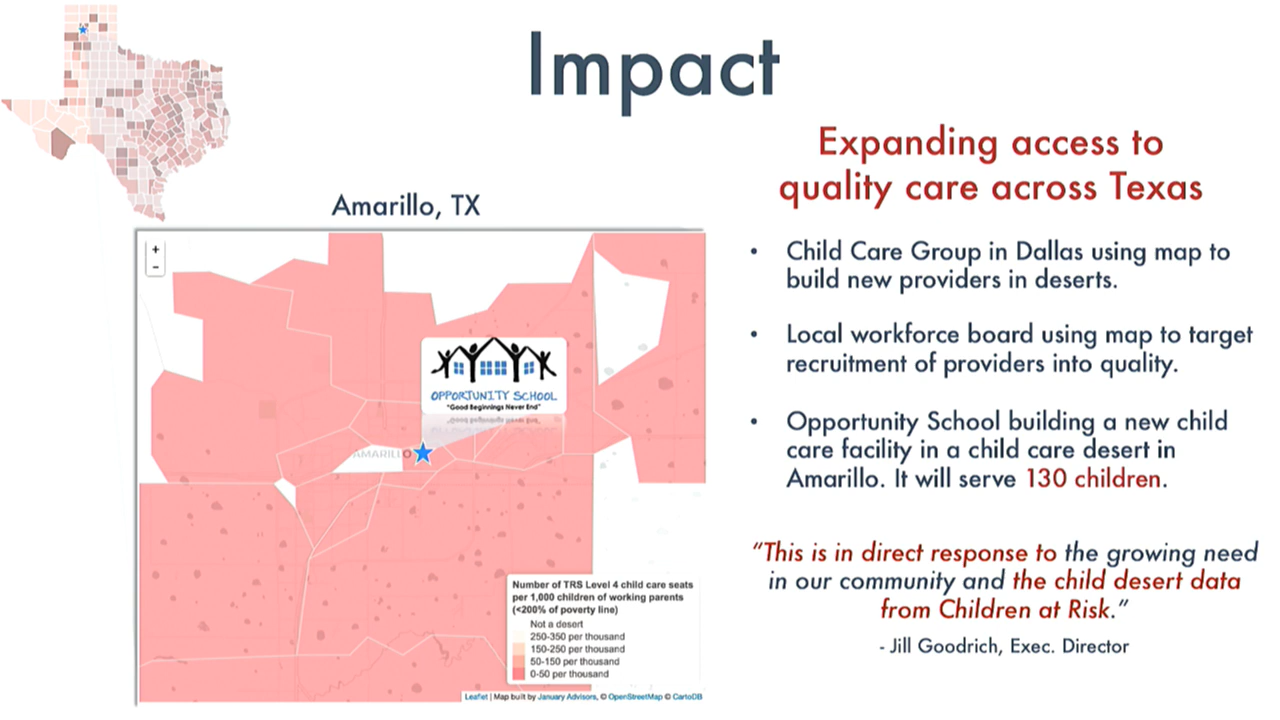 Impact
Expanding access to
quality care across Texas
Amarillo, TX
+
-
OPPORTUNITY SCHOOL
"Good Beginnings Never End"
AMARILLO
Number of TRS Level 4 child care seats
per 1,000 children of working parents
(<200% of poverty line)
Not a desert
250-350 per thousand
150-250 per thousand
50-150 per thousand
0-50 per thousand
Leaflet | Map built by January Advisors, © OpenStreetMap © CartoDB
• Child Care Group in Dallas using map to
build new providers in deserts.
• Local workforce board using map to target
recruitment of providers into quality.
• Opportunity School building a new child
care facility in a child care desert in
Amarillo. It will serve 130 children.
"This is in direct response to the growing need
in our community and the child desert data
from Children at Risk."
- Jill Goodrich, Exec. Director